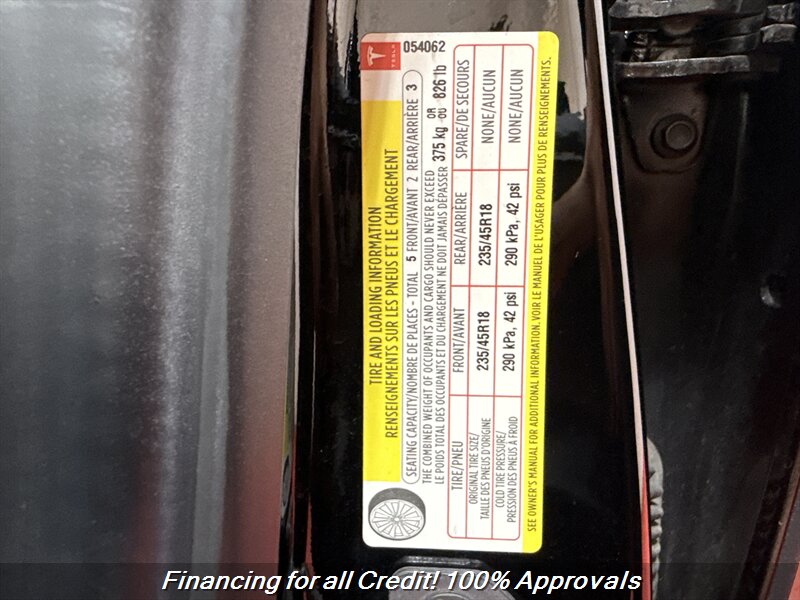 TESLA
054062
TIRE AND LOADING INFORMATION
RENSEIGNEMENTS SUR LES PNEUS ET LE CHARGEMENT
SEATING CAPACITY/NOMBRE DE PLACES - TOTAL 5 FRONT/AVANT 2 REAR/ARRIÈRE 3
THE COMBINED WEIGHT OF OCCUPANTS AND CARGO SHOULD NEVER EXCEED
LE POIDS TOTAL DES OCCUPANTS ET DU CHARGEMENT NE DOIT JAMAIS DÉPASSER
375 kg OR OU 826 lb
TIRE/PNEU FRONT/AVANT REAR/ARRIÈRE SPARE/DE SECOURS
ORIGINAL TIRE SIZE/
TAILLE DES PNEUS D'ORIGINE
235/45R18 235/45R18 NONE/AUCUN
COLD TIRE PRESSURE/
PRESSION DES PNEUS À FROID
290 kPa, 42 psi 290 kPa, 42 psi NONE/AUCUN
SEE OWNER'S MANUAL FOR ADDITIONAL INFORMATION. VOIR LE MANUEL DE L'USAGER POUR PLUS DE RENSEIGNEMENTS.
Financing for all Credit! 100% Approvals